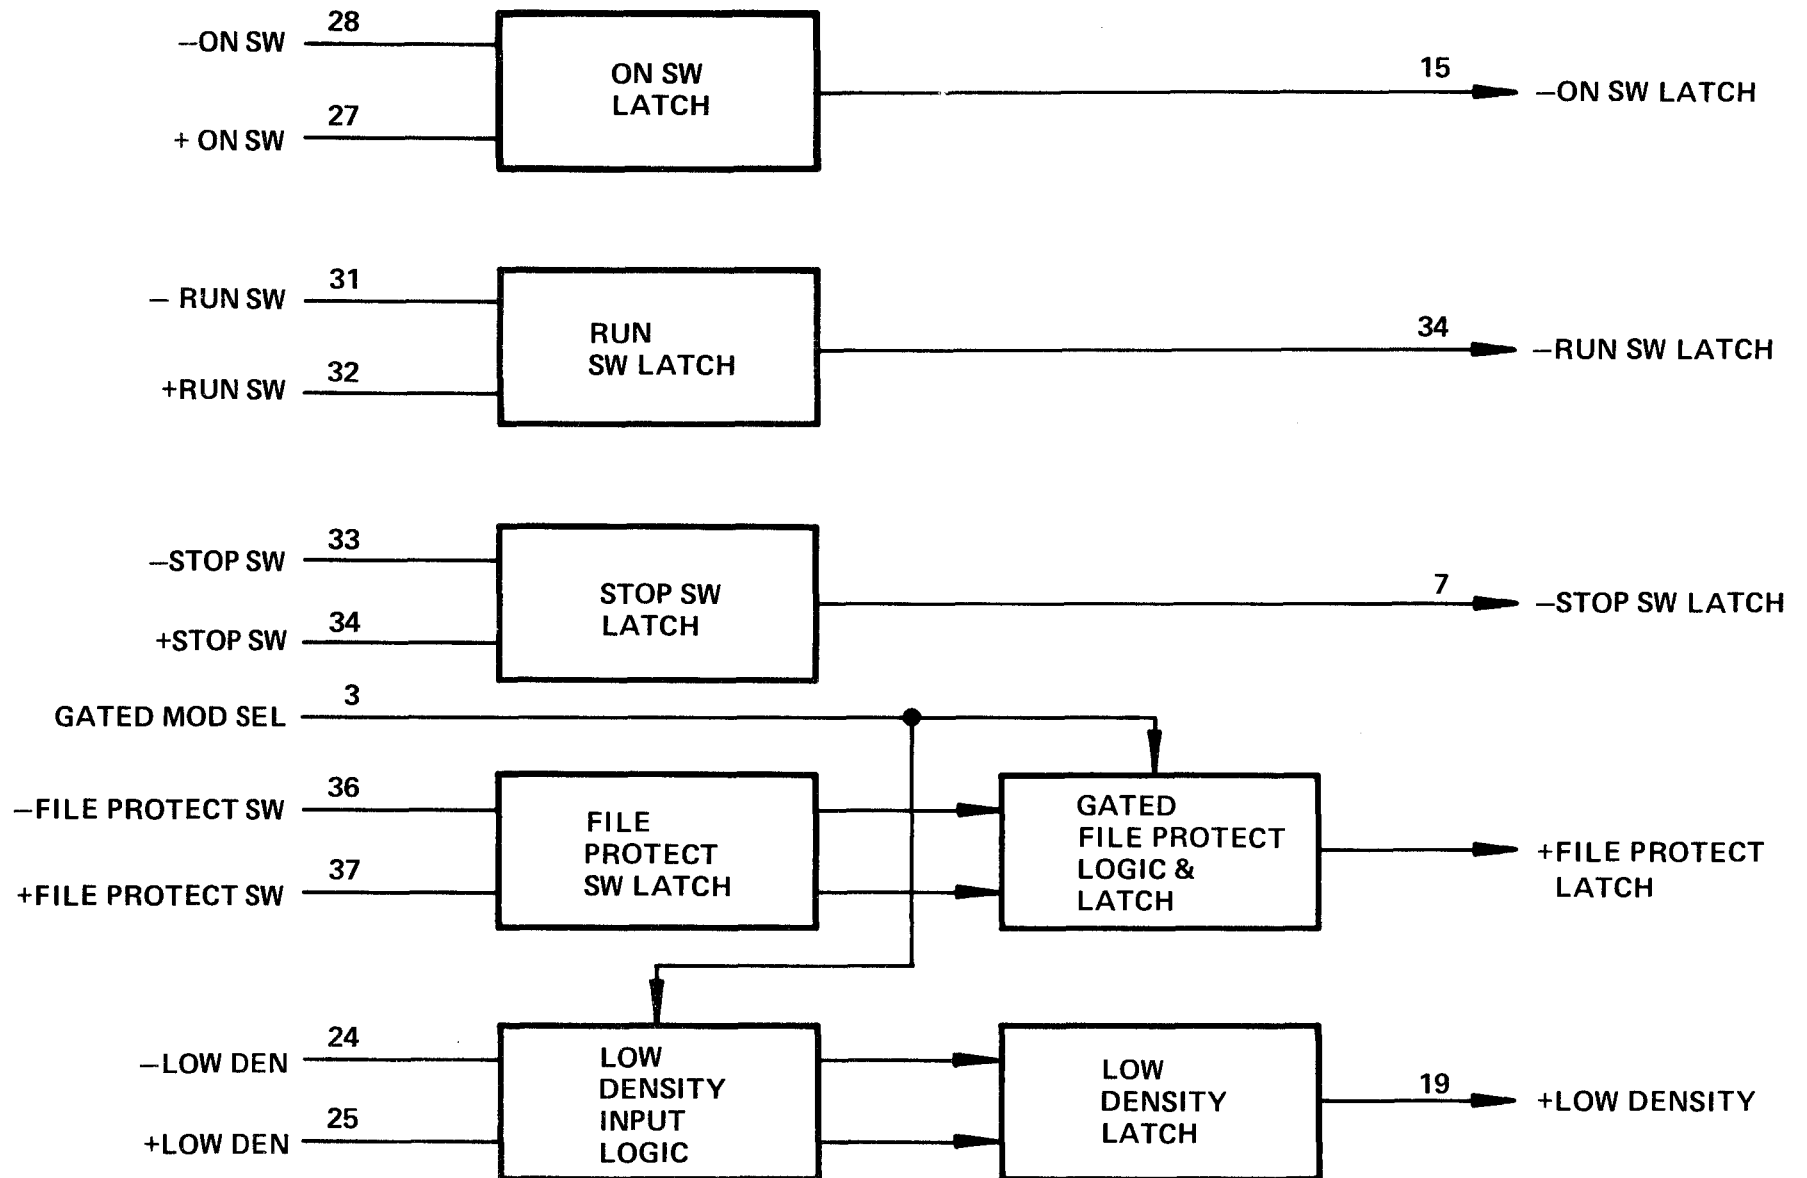 28
—ON SW
ON SW
LATCH
15
—ON SW LATCH
27
+ ON SW
31
— RUN SW
RUN
SW LATCH
34
—RUN SW LATCH
32
+RUN SW
33
—STOP SW
STOP SW
LATCH
7
—STOP SW LATCH
34
+STOP SW
3
GATED MOD SEL
36
—FILE PROTECT SW
FILE
PROTECT
SW LATCH
37
+FILE PROTECT SW
GATED
FILE PROTECT
LOGIC &
LATCH
+FILE PROTECT
LATCH
24
—LOW DEN
LOW
DENSITY
INPUT
LOGIC
25
+LOW DEN
LOW
DENSITY
LATCH
19
+LOW DENSITY